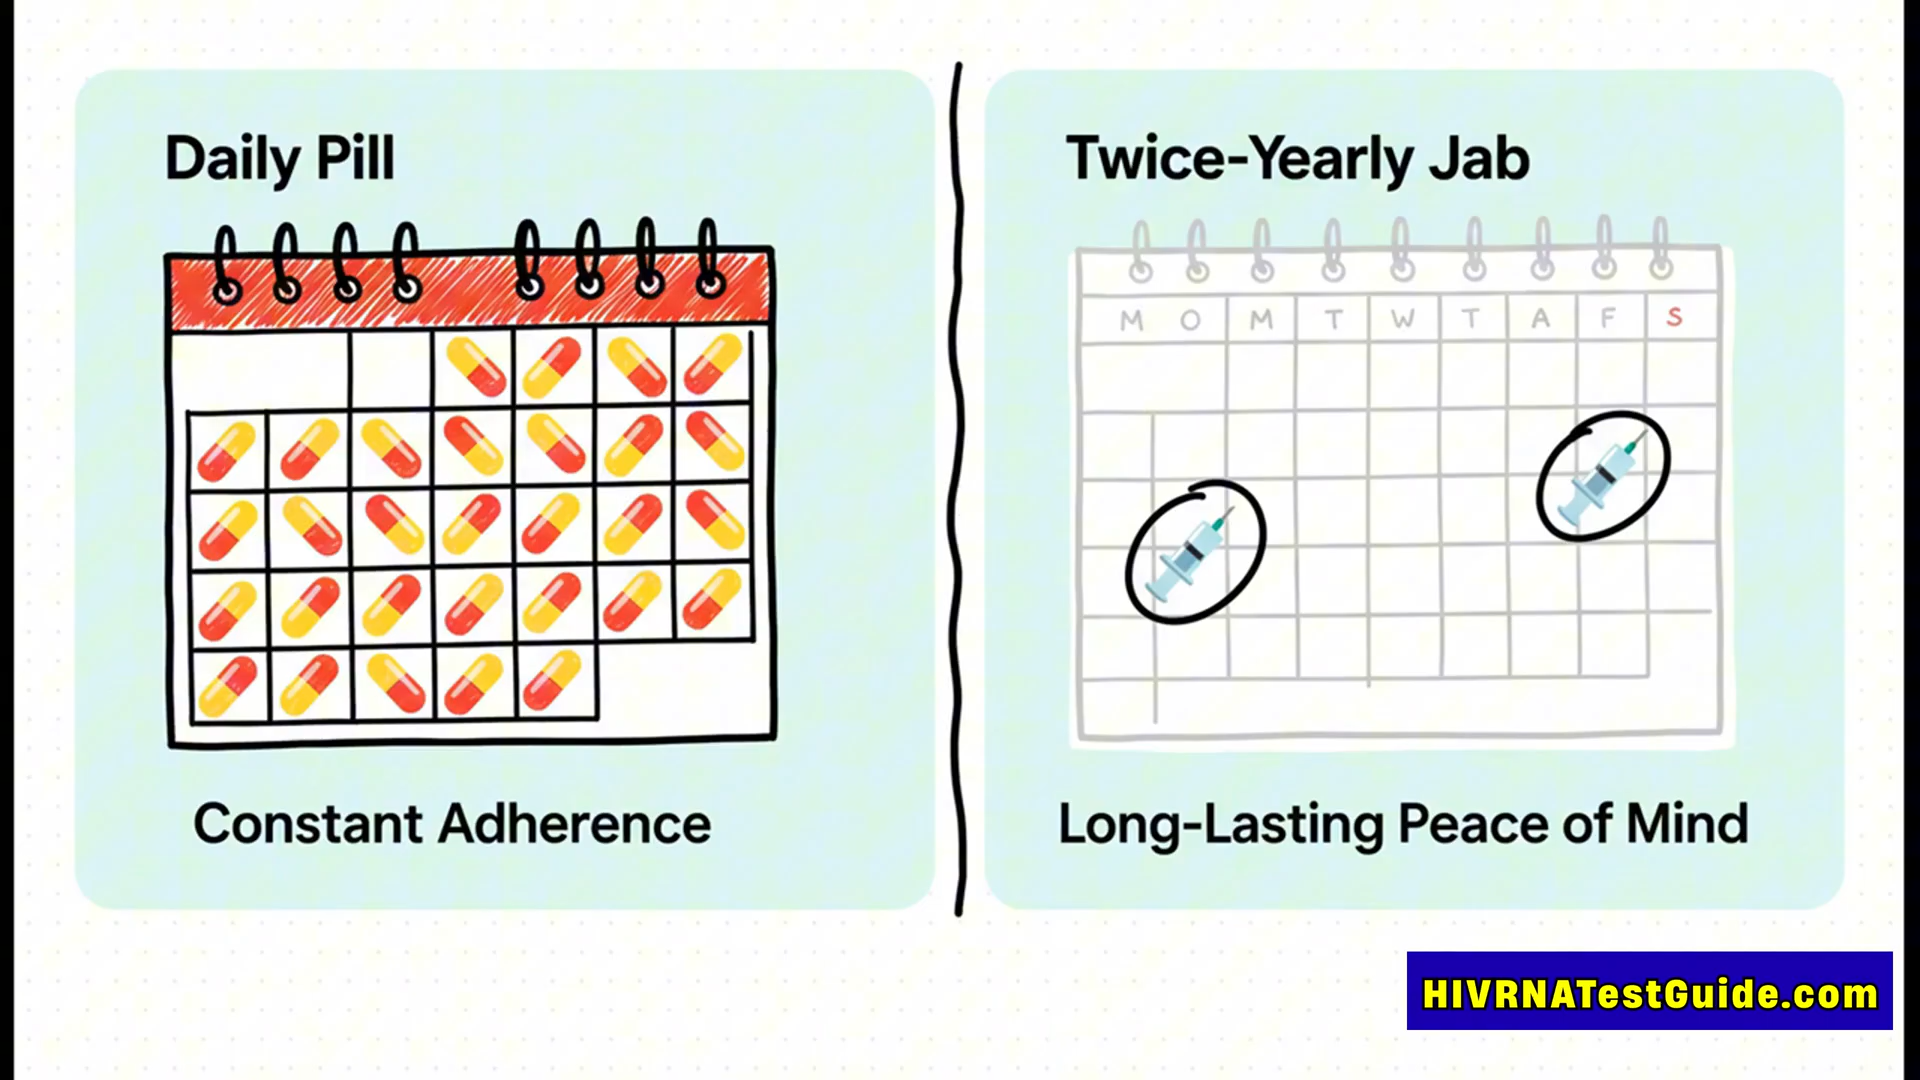 Daily Pill
Constant Adherence
Twice-Yearly Jab
M O M T W T A F S
Long-Lasting Peace of Mind
HIVRNATestGuide.com